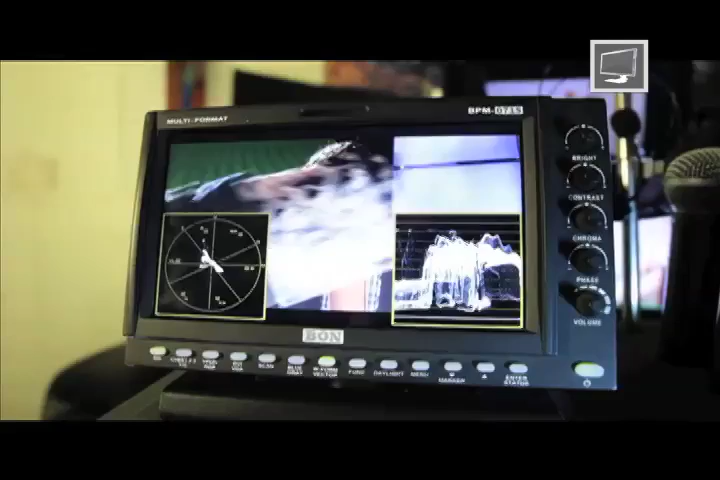 MULTI-FORMAT
BPM-0715
BRIGHT
CONTRAST
CHROMA
PHASE
VOLUME
BON
SCAN
BLUE
W-FORM
VECTOR
FUNC
DAYLIGHT
MENU
MARKER
ENTER
STATUS